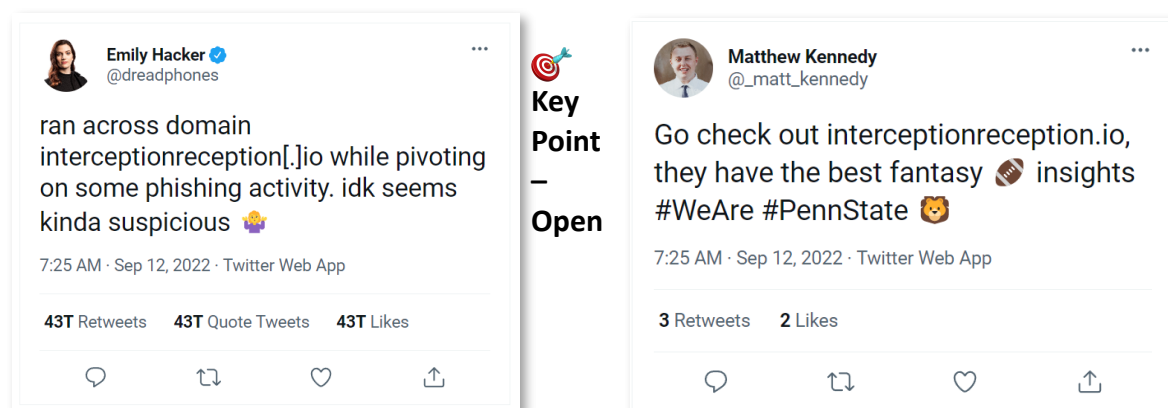 Emily Hacker
@dreadphones
ran across domain
interceptionreception[.]io while pivoting
on some phishing activity. idk seems
kinda suspicious 🤷
7:25 AM · Sep 12, 2022 · Twitter Web App
43T Retweets 43T Quote Tweets 43T Likes
🎯
Key
Point
–
Open
Matthew Kennedy
@_matt_kennedy
Go check out interceptionreception.io,
they have the best fantasy 🏈 insights
#WeAre #PennState 🦁
7:25 AM · Sep 12, 2022 · Twitter Web App
3 Retweets 2 Likes